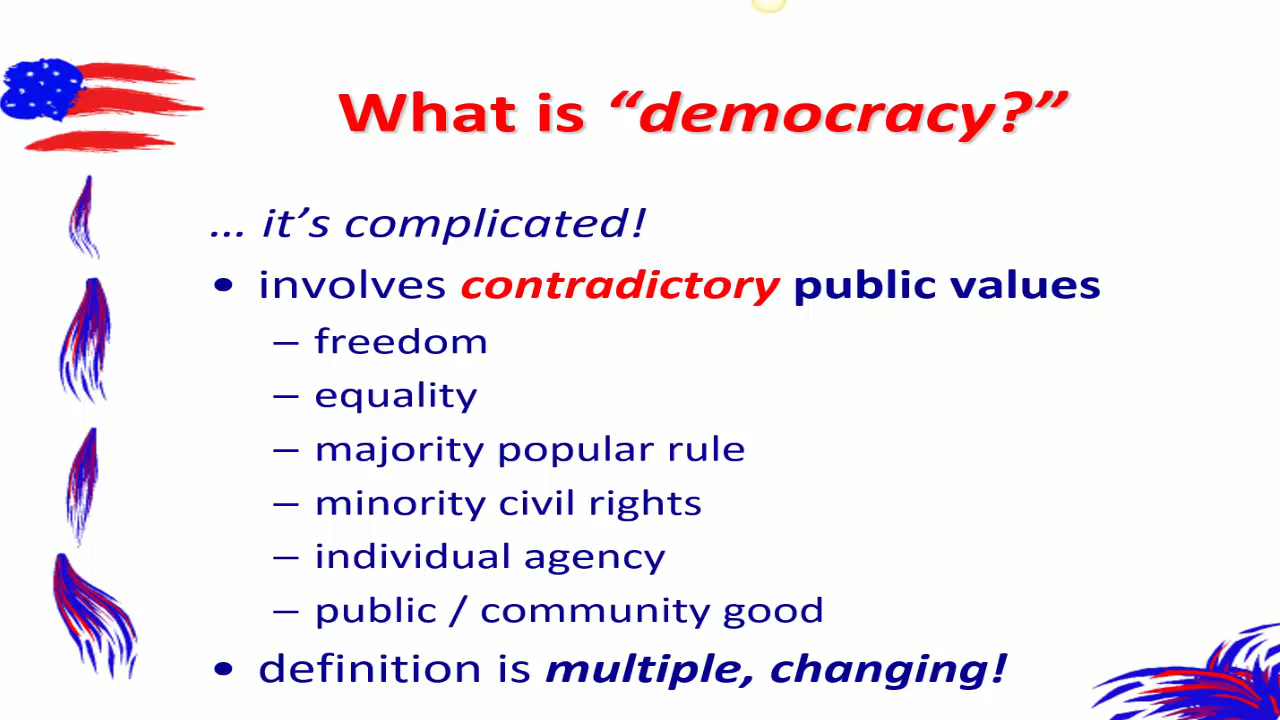 What is “democracy?”
... it’s complicated!
• involves contradictory public values
– freedom
– equality
– majority popular rule
– minority civil rights
– individual agency
– public / community good
• definition is multiple, changing!